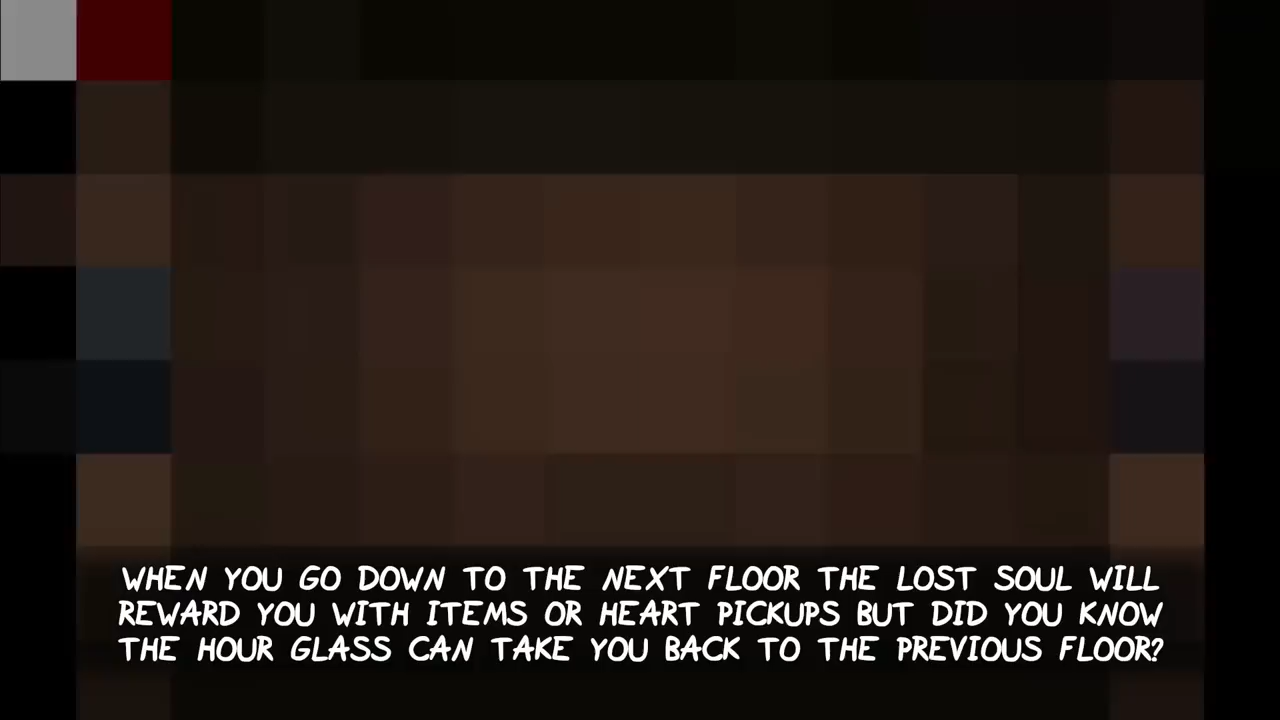 WHEN YOU GO DOWN TO THE NEXT FLOOR THE LOST SOUL WILL
REWARD YOU WITH ITEMS OR HEART PICKUPS BUT DID YOU KNOW
THE HOUR GLASS CAN TAKE YOU BACK TO THE PREVIOUS FLOOR?